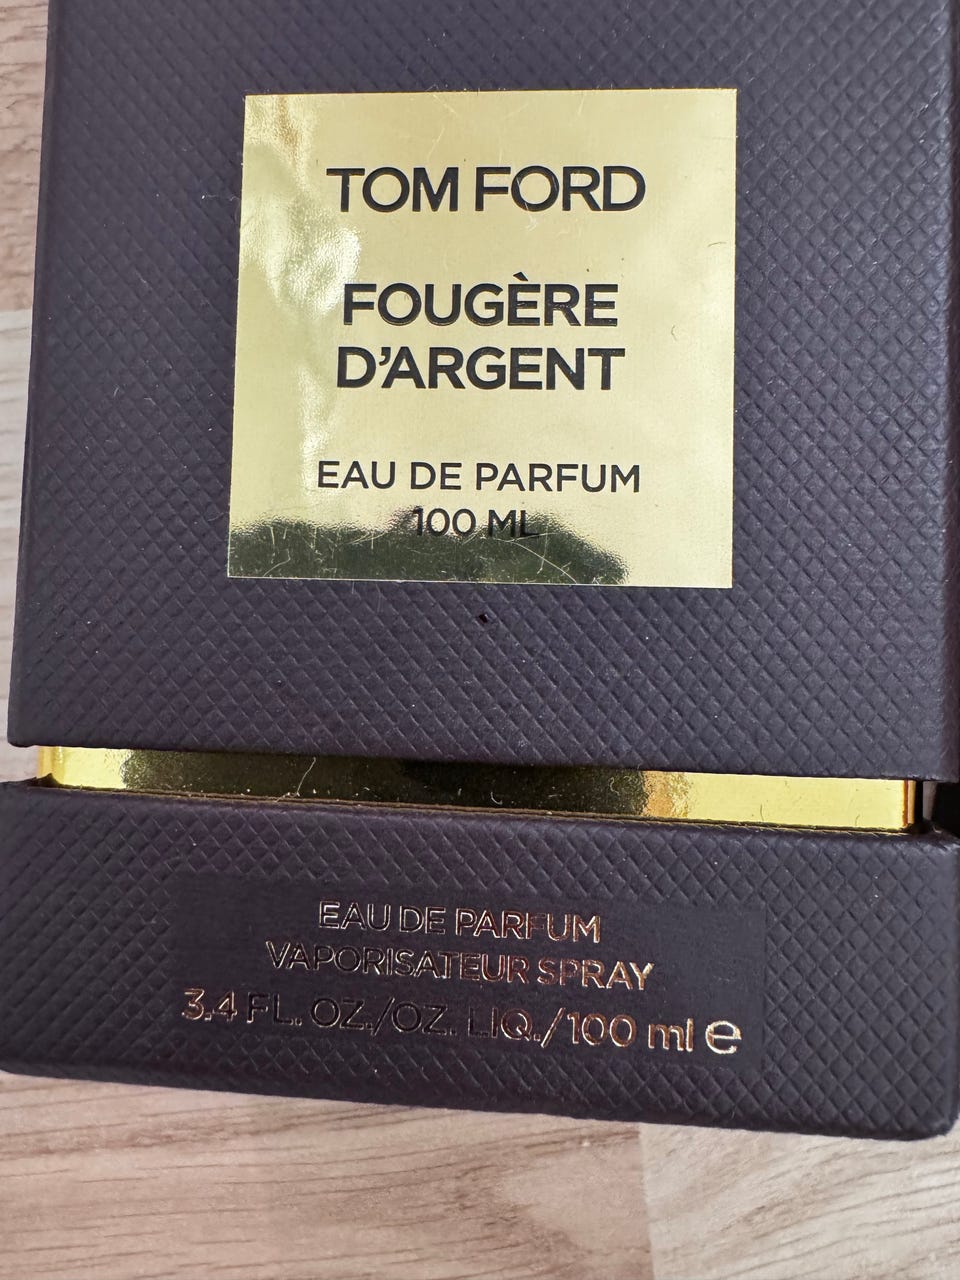 TOM FORD
FOUGÈRE
D'ARGENT
EAU DE PARFUM
100 ML
EAU DE PARFUM
VAPORISATEUR SPRAY
3.4 FL. OZ./OZ. LIQ./100 ml ℮